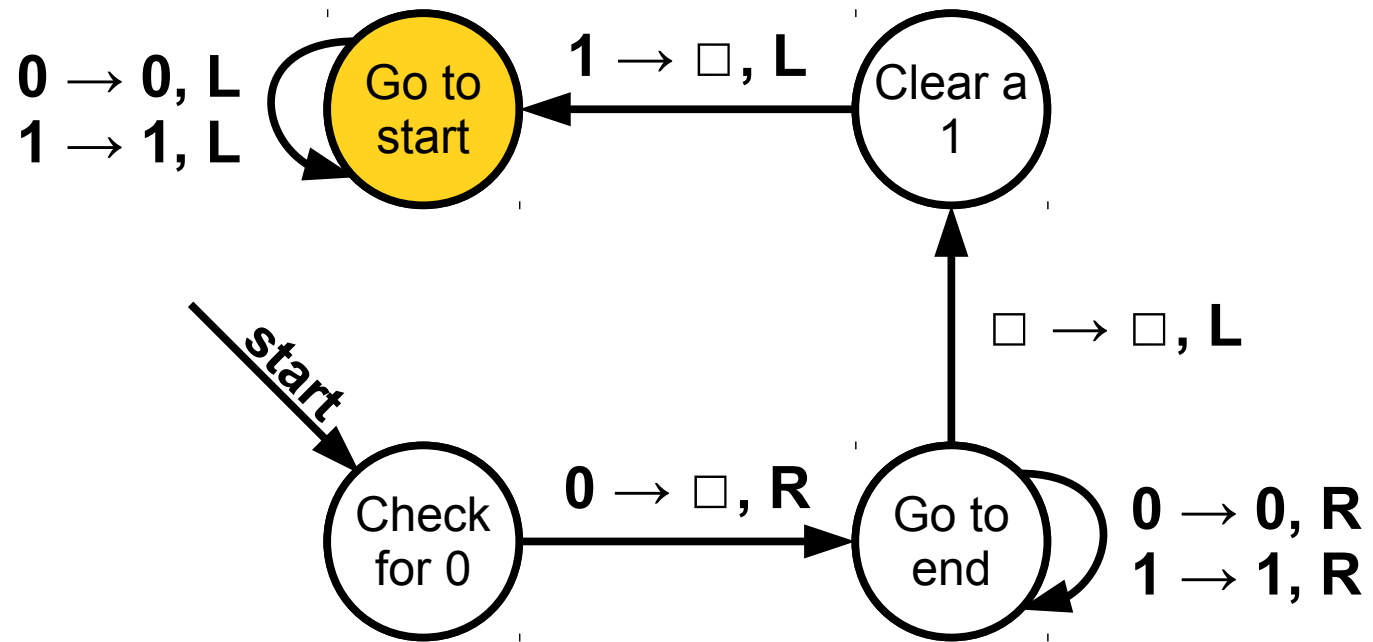 0 → 0, L
1 → 1, L
Go to
start
1 → □, L
Clear a
1
start
□ → □, L
Check
for 0
0 → □, R
Go to
end
0 → 0, R
1 → 1, R